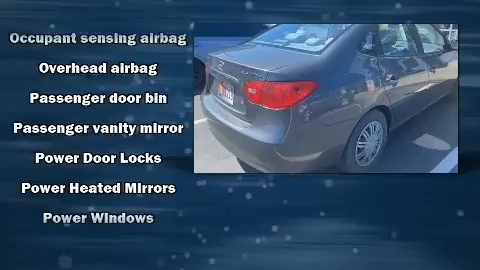 Occupant sensing airbag
Overhead airbag
Passenger door bin
Passenger vanity mirror
Power Door Locks
Power Heated Mirrors
Power Windows